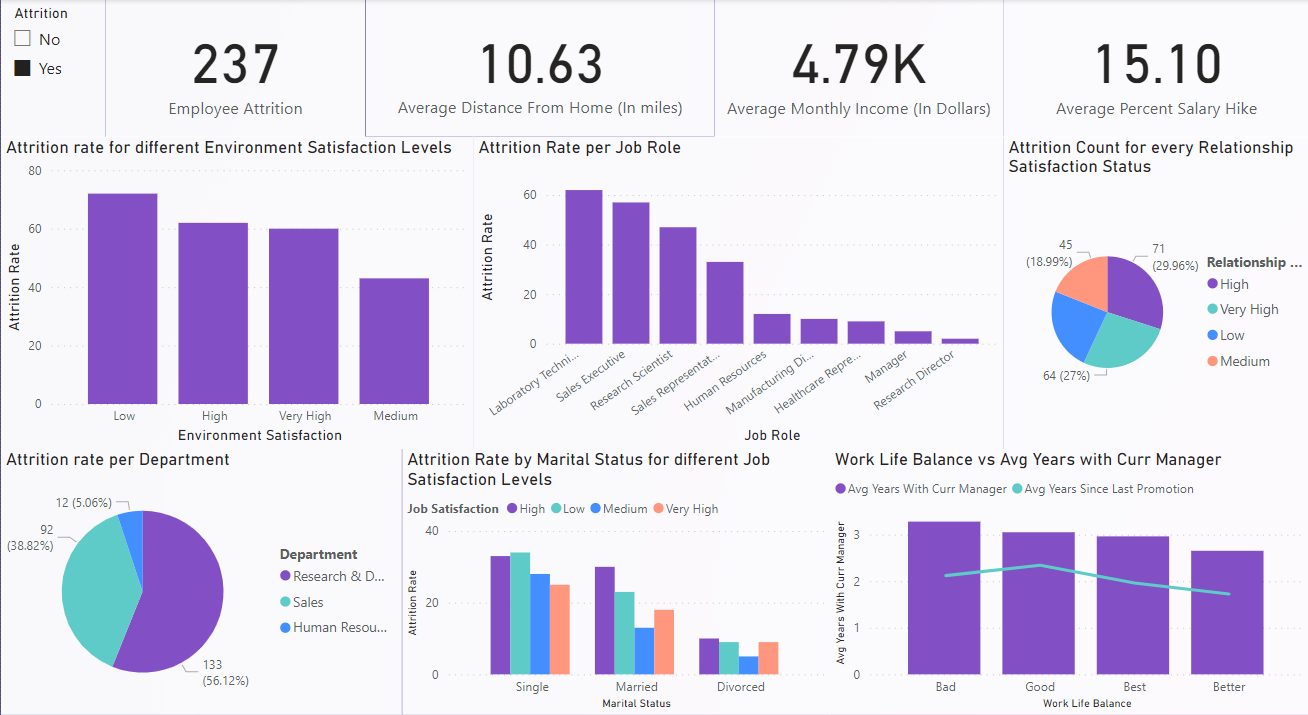 Attrition
No
Yes
237
Employee Attrition
10.63
Average Distance From Home (In miles)
4.79K
Average Monthly Income (In Dollars)
15.10
Average Percent Salary Hike
Attrition rate for different Environment Satisfaction Levels
Attrition Rate
80
60
40
20
0
Low
High
Very High
Medium
Environment Satisfaction
Attrition Rate per Job Role
Attrition Rate
60
40
20
0
Laboratory Techni...
Sales Executive
Research Scientist
Sales Representat...
Human Resources
Manufacturing Di...
Healthcare Repre...
Manager
Research Director
Job Role
Attrition Count for every Relationship
Satisfaction Status
45
(18.99%)
71
(29.96%)
64 (27%)
Relationship ...
High
Very High
Low
Medium
Attrition rate per Department
12 (5.06%)
92
(38.82%)
133
(56.12%)
Department
Research & D...
Sales
Human Resou...
Attrition Rate by Marital Status for different Job
Satisfaction Levels
Job Satisfaction
High
Low
Medium
Very High
Attrition Rate
40
20
0
Single
Married
Divorced
Marital Status
Work Life Balance vs Avg Years with Curr Manager
Avg Years With Curr Manager
Avg Years Since Last Promotion
Avg Years With Curr Manager
3
2
1
0
Bad
Good
Best
Better
Work Life Balance